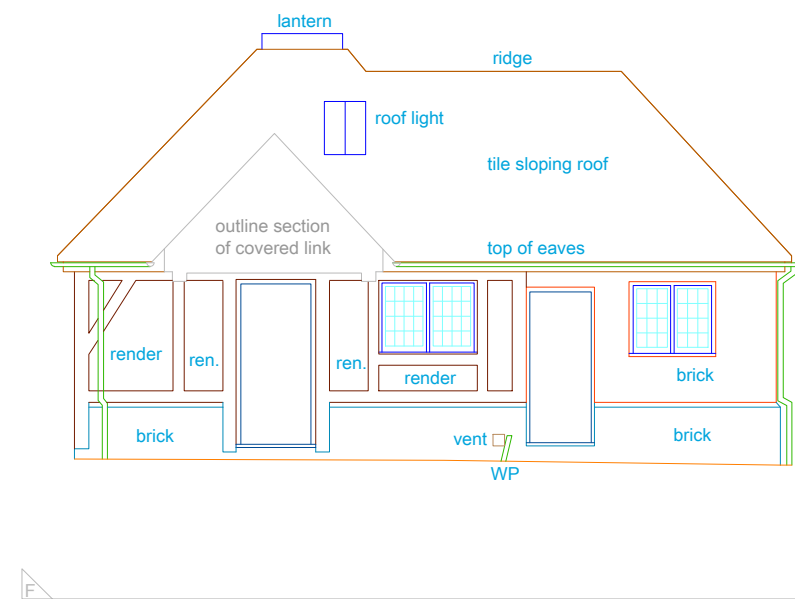 lantern
ridge
roof light
tile sloping roof
outline section
of covered link
top of eaves
render
ren.
ren.
render
brick
brick
vent
brick
WP
F